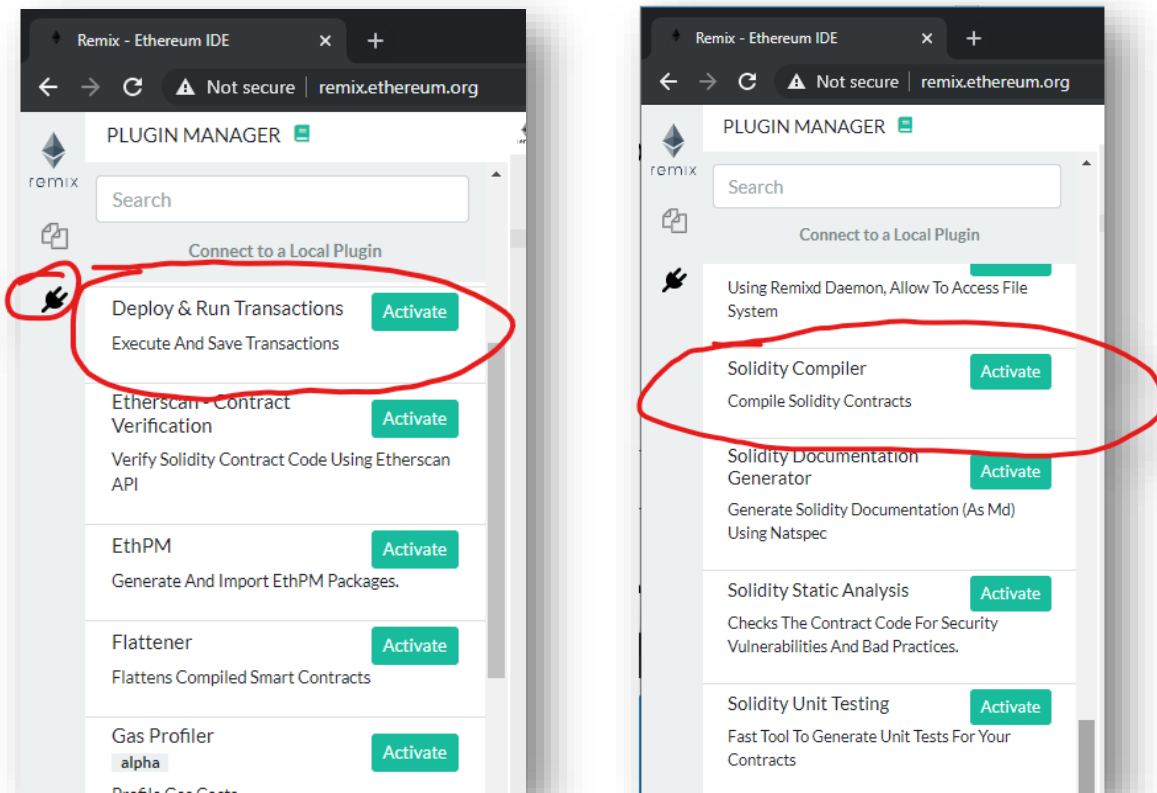 Remix - Ethereum IDE
Not secure | remix.ethereum.org
remix
PLUGIN MANAGER
Search
Connect to a Local Plugin
Deploy & Run Transactions
Activate
Execute And Save Transactions
Etherscan - Contract
Verification
Activate
Verify Solidity Contract Code Using Etherscan
API
EthPM
Activate
Generate And Import EthPM Packages.
Flattener
Activate
Flattens Compiled Smart Contracts
Gas Profiler
Activate
alpha
Profile Gas Costs
Remix - Ethereum IDE
Not secure | remix.ethereum.org
remix
PLUGIN MANAGER
Search
Connect to a Local Plugin
Using Remixd Daemon, Allow To Access File
System
Solidity Compiler
Activate
Compile Solidity Contracts
Solidity Documentation
Generator
Activate
Generate Solidity Documentation (As Md)
Using Natspec
Solidity Static Analysis
Activate
Checks The Contract Code For Security
Vulnerabilities And Bad Practices.
Solidity Unit Testing
Activate
Fast Tool To Generate Unit Tests For Your
Contracts